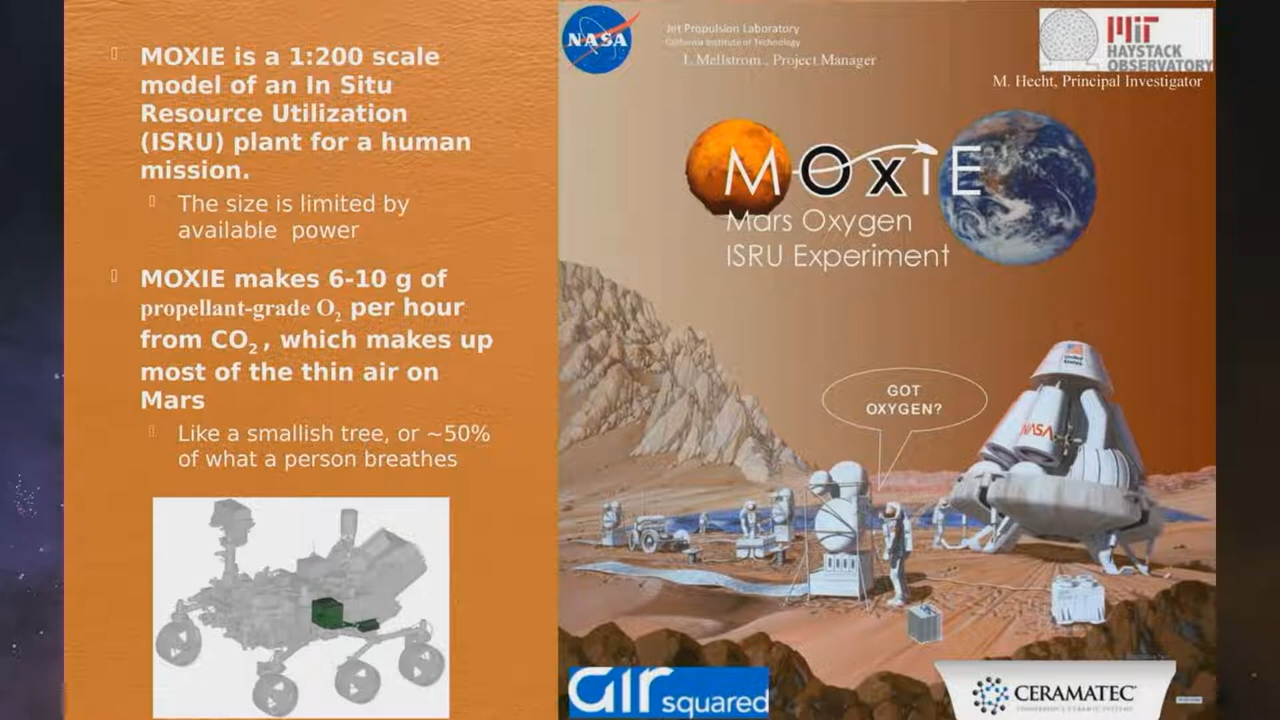 MOXIE is a 1:200 scale
model of an In Situ
Resource Utilization
(ISRU) plant for a human
mission.
The size is limited by
available power
MOXIE makes 6-10 g of
propellant-grade O₂ per hour
from CO₂ , which makes up
most of the thin air on
Mars
Like a smallish tree, or ~50%
of what a person breathes
NASA
Jet Propulsion Laboratory
California Institute of Technology
J. Mellstrom., Project Manager
MIT
HAYSTACK
OBSERVATORY
M. Hecht, Principal Investigator
MOxiE
Mars Oxygen
ISRU Experiment
GOT
OXYGEN?
United
States
NASA
air squared
CERAMATEC